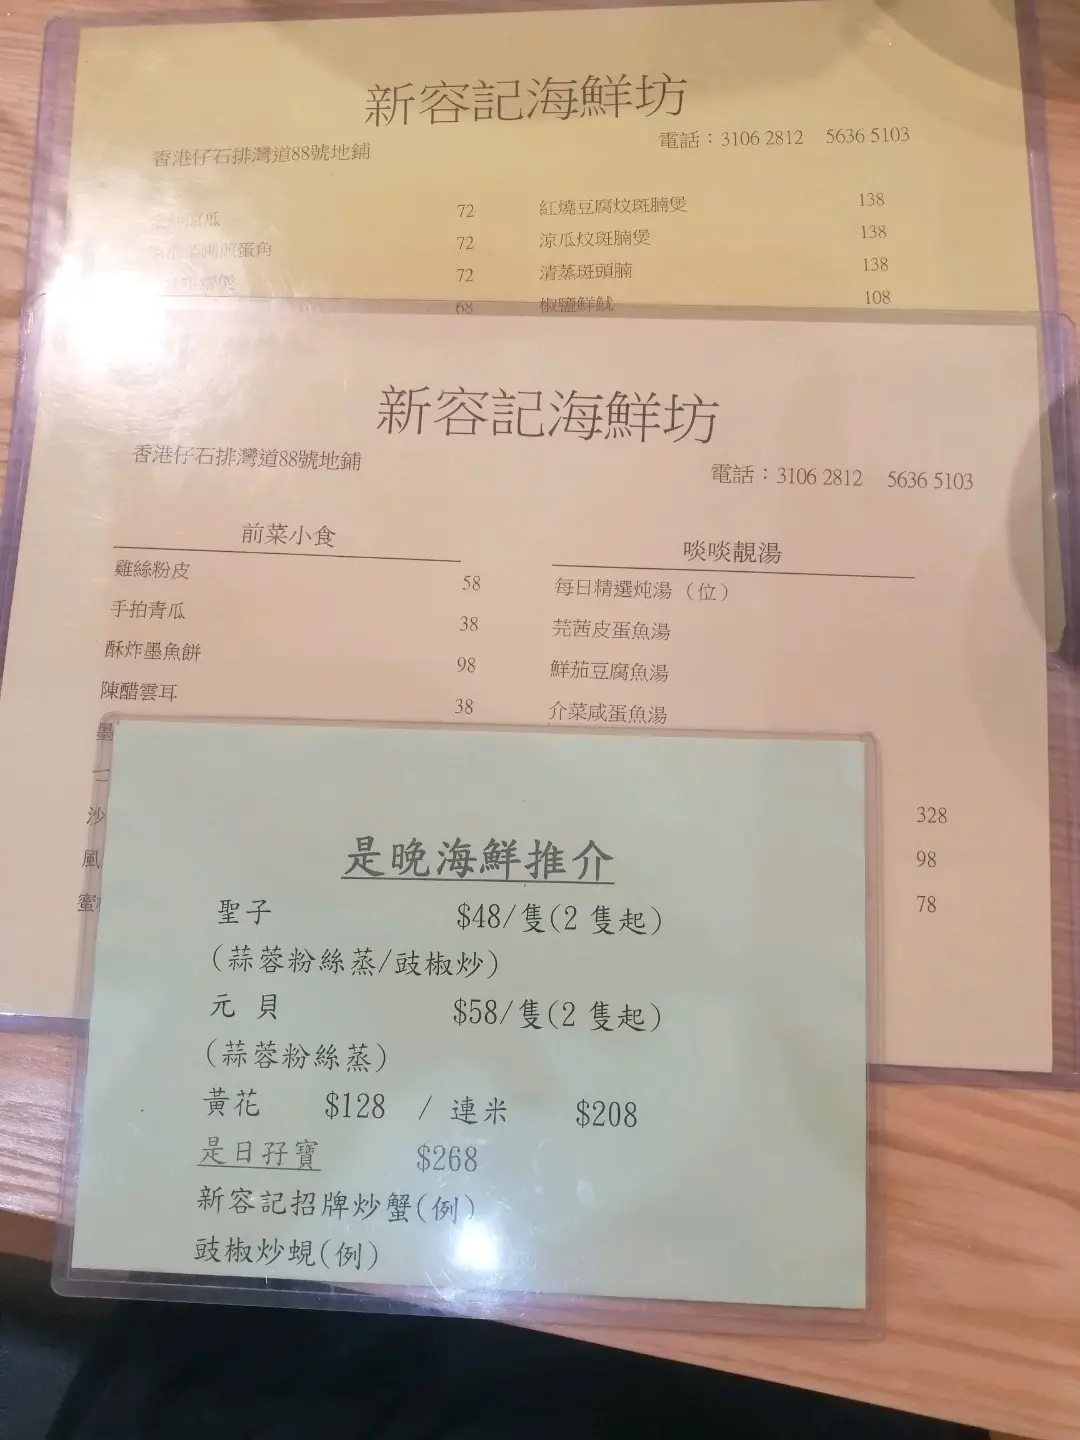 新容記海鮮坊
香港仔石排灣道88號地鋪 電話：3106 2812 5636 5103
72 紅燒豆腐炆斑腩煲 138
煎蛋角 72 涼瓜炆斑腩煲 138
72 清蒸斑頭腩 138
68 椒鹽鮮魷 108
新容記海鮮坊
香港仔石排灣道88號地鋪 電話：3106 2812 5636 5103
前菜小食
雞絲粉皮 58
手拍青瓜 38
酥炸墨魚餅 98
陳醋雲耳 38
墨
沙
風
蜜
啖啖靚湯
每日精選炖湯（位）
芫茜皮蛋魚湯
鮮茄豆腐魚湯
介菜咸蛋魚湯
328
98
78
是晚海鮮推介
聖子 $48/隻(2 隻起)
(蒜蓉粉絲蒸/豉椒炒)
元 貝 $58/隻(2 隻起)
(蒜蓉粉絲蒸)
黃花 $128 / 連米 $208
是日孖寶 $268
新容記招牌炒蟹(例)
豉椒炒蜆(例)